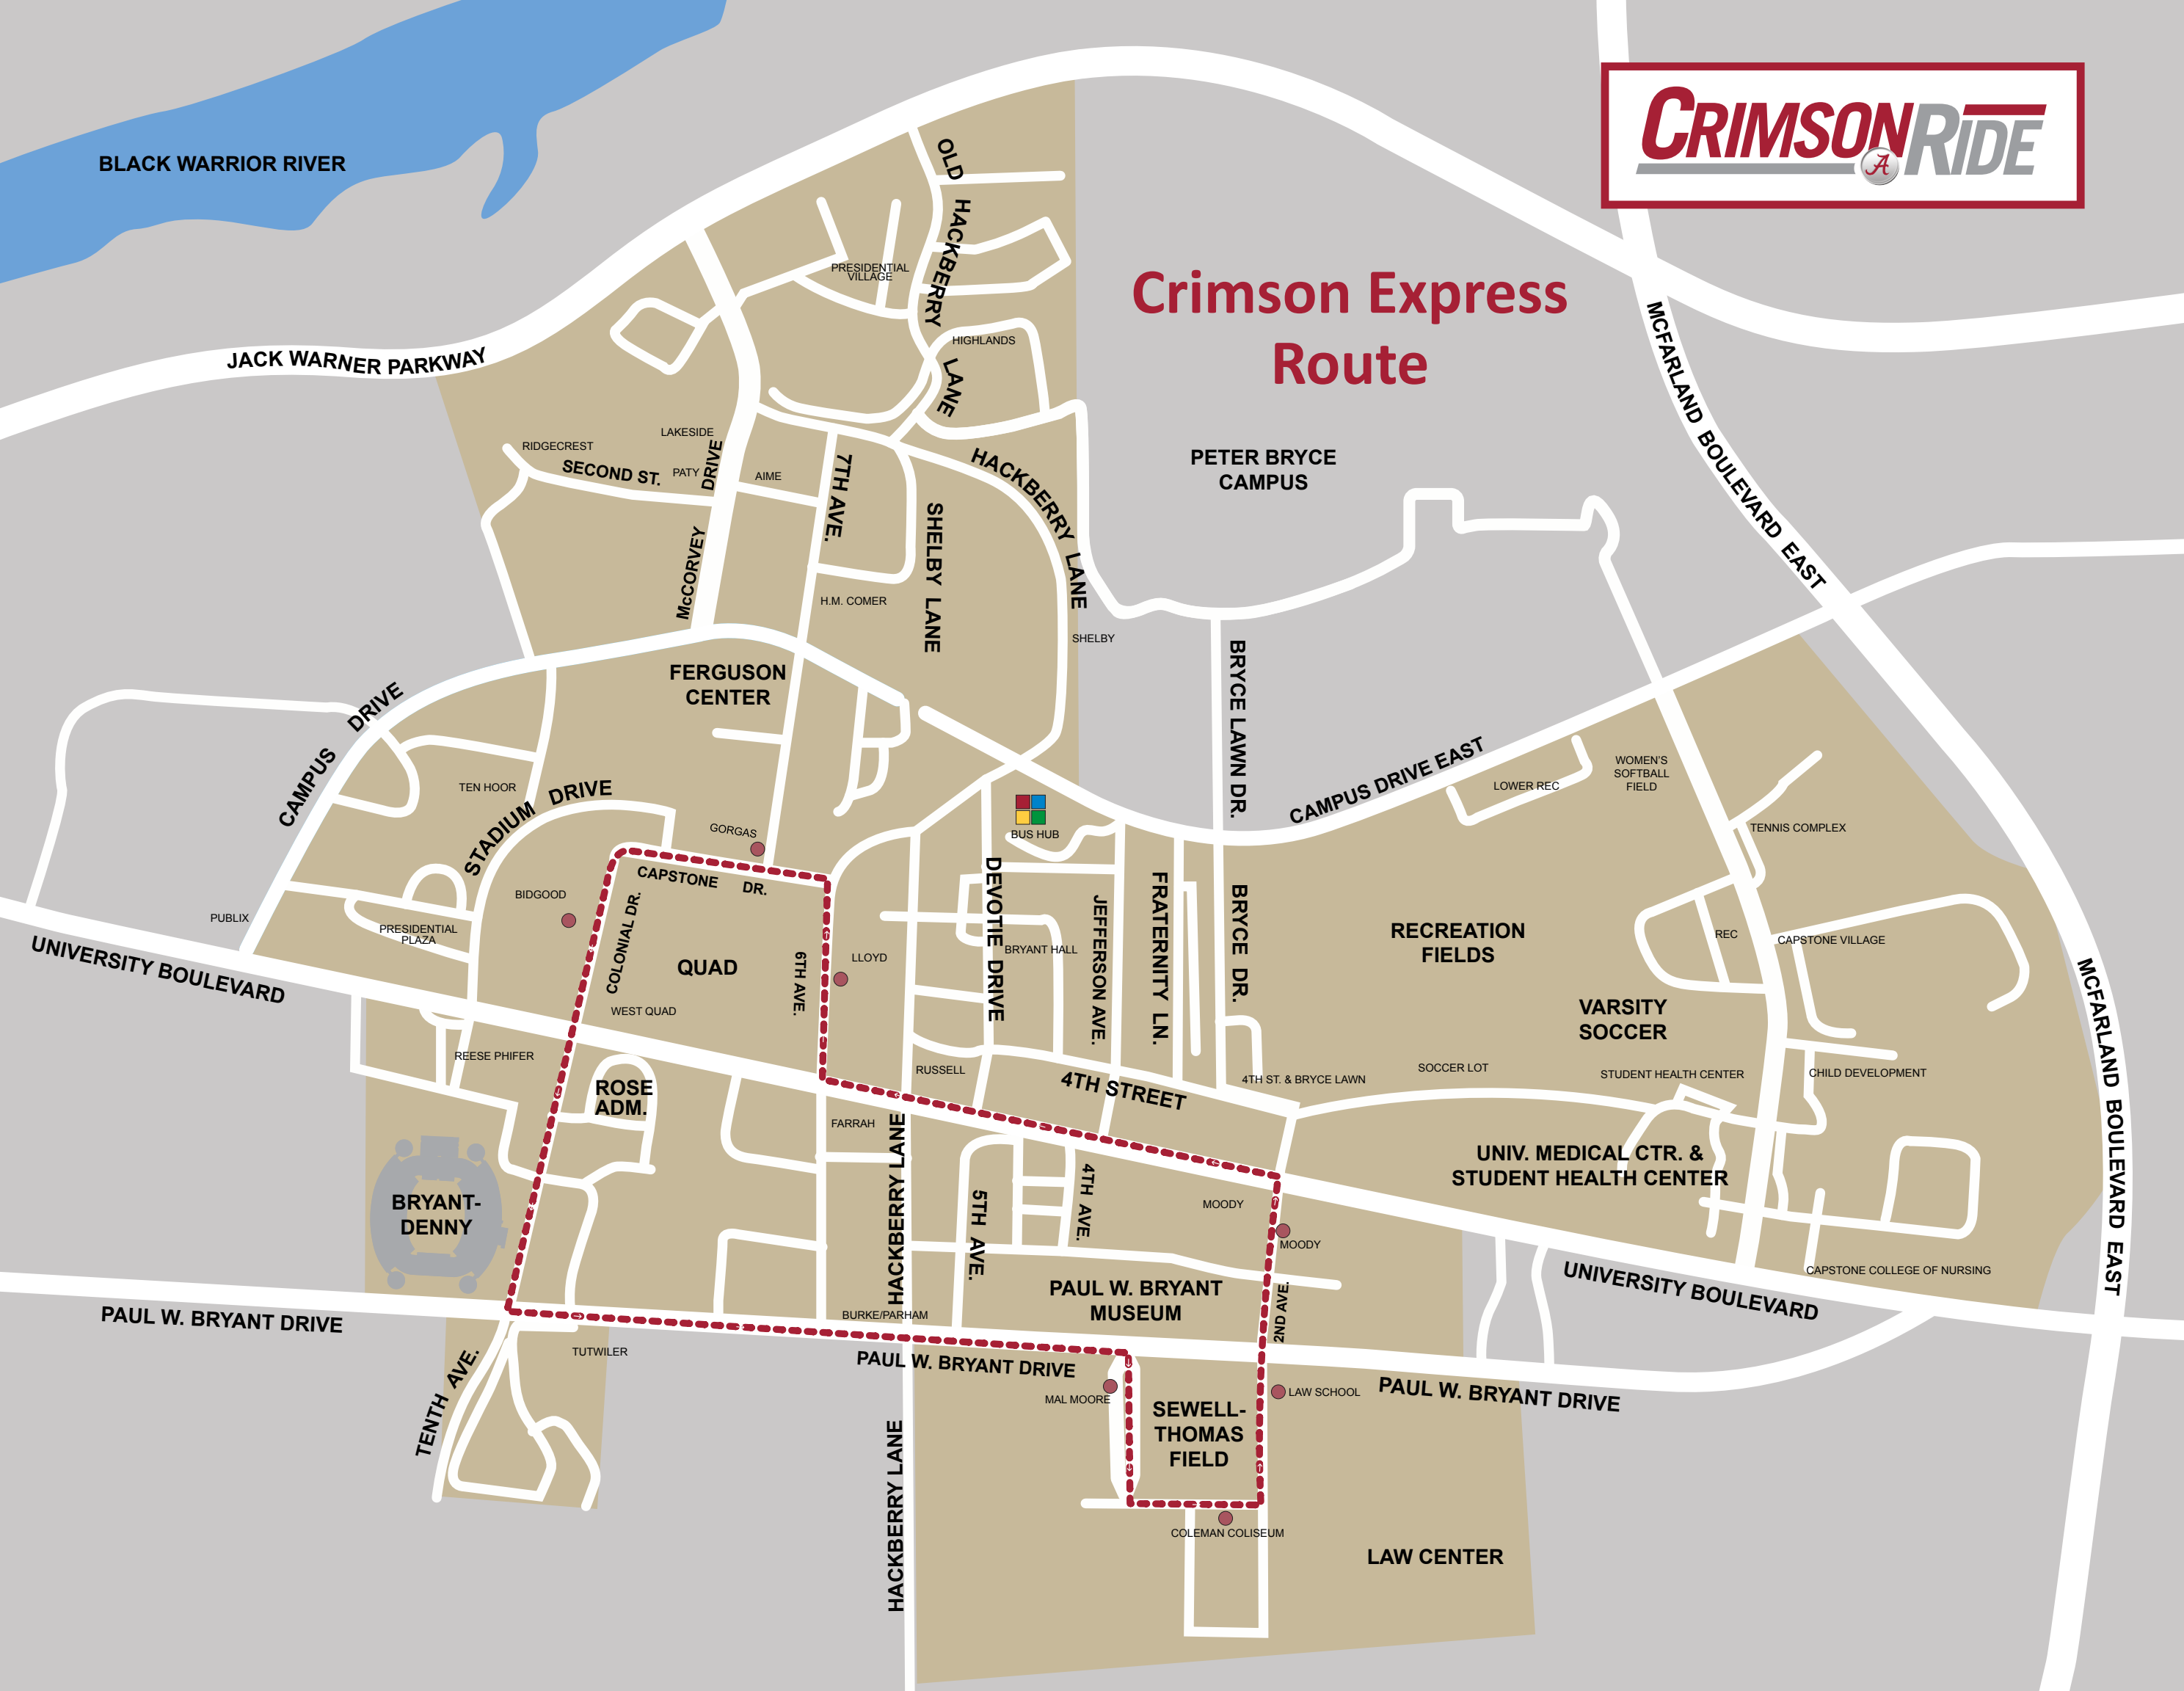 CRIMSONRIDE
A
BLACK WARRIOR RIVER
OLD HACKBERRY LANE
PRESIDENTIAL
VILLAGE
Crimson Express
Route
HIGHLANDS
JACK WARNER PARKWAY
MCFARLAND BOULEVARD EAST
LAKESIDE
RIDGECREST
SECOND ST.
PATY
McCORVEY DRIVE
AIME
7TH AVE.
HACKBERRY LANE
PETER BRYCE
CAMPUS
SHELBY LANE
H.M. COMER
SHELBY
FERGUSON
CENTER
BRYCE LAWN DR.
CAMPUS DRIVE
CAMPUS DRIVE EAST
WOMEN'S
SOFTBALL
FIELD
LOWER REC
TEN HOOR
STADIUM DRIVE
GORGAS
BUS HUB
TENNIS COMPLEX
CAPSTONE DR.
BIDGOOD
COLONIAL DR.
PUBLIX
PRESIDENTIAL
PLAZA
UNIVERSITY BOULEVARD
QUAD
6TH AVE.
LLOYD
DEVOTIE DRIVE
BRYANT HALL
JEFFERSON AVE.
FRATERNITY LN.
BRYCE DR.
RECREATION
FIELDS
REC
CAPSTONE VILLAGE
MCFARLAND BOULEVARD EAST
VARSITY
SOCCER
WEST QUAD
REESE PHIFER
ROSE
ADM.
RUSSELL
4TH STREET
4TH ST. & BRYCE LAWN
SOCCER LOT
STUDENT HEALTH CENTER
CHILD DEVELOPMENT
FARRAH
HACKBERRY LANE
UNIV. MEDICAL CTR. &
STUDENT HEALTH CENTER
BRYANT-
DENNY
5TH AVE.
4TH AVE.
MOODY
MOODY
2ND AVE.
PAUL W. BRYANT
MUSEUM
UNIVERSITY BOULEVARD
CAPSTONE COLLEGE OF NURSING
PAUL W. BRYANT DRIVE
BURKE/PARHAM
TUTWILER
TENTH AVE.
PAUL W. BRYANT DRIVE
MAL MOORE
LAW SCHOOL
PAUL W. BRYANT DRIVE
SEWELL-
THOMAS
FIELD
HACKBERRY LANE
COLEMAN COLISEUM
LAW CENTER